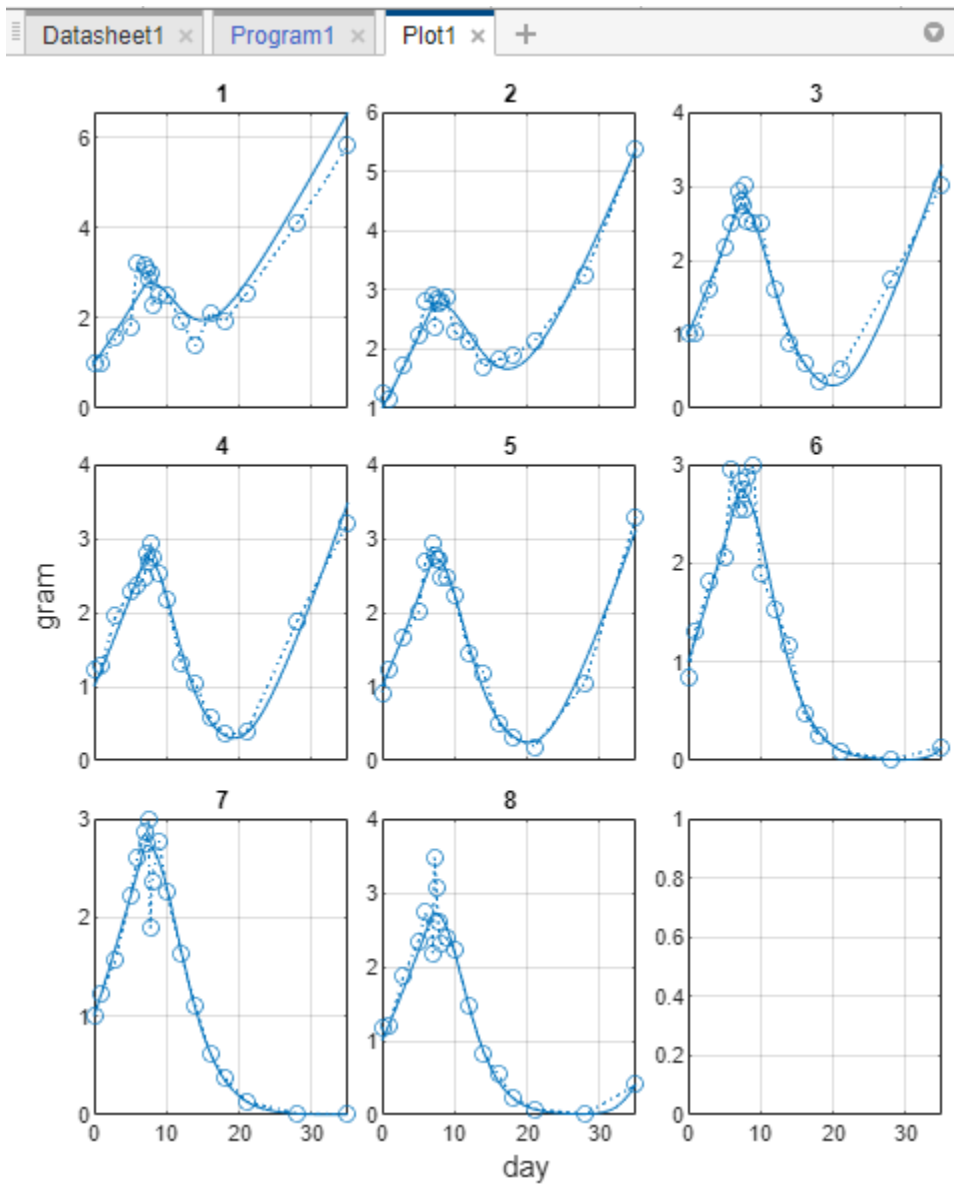 Datasheet1 × Program1 × Plot1 × +
1 2 3
6 4 2 0
6 5 4 3 2 1
4 3 2 1 0
4 5 6
gram
4 3 2 1 0
4 3 2 1 0
3 2 1 0
7 8
3 2 1 0
4 3 2 1 0
1 0.8 0.6 0.4 0.2 0
0 10 20 30 0 10 20 30 0 10 20 30
day